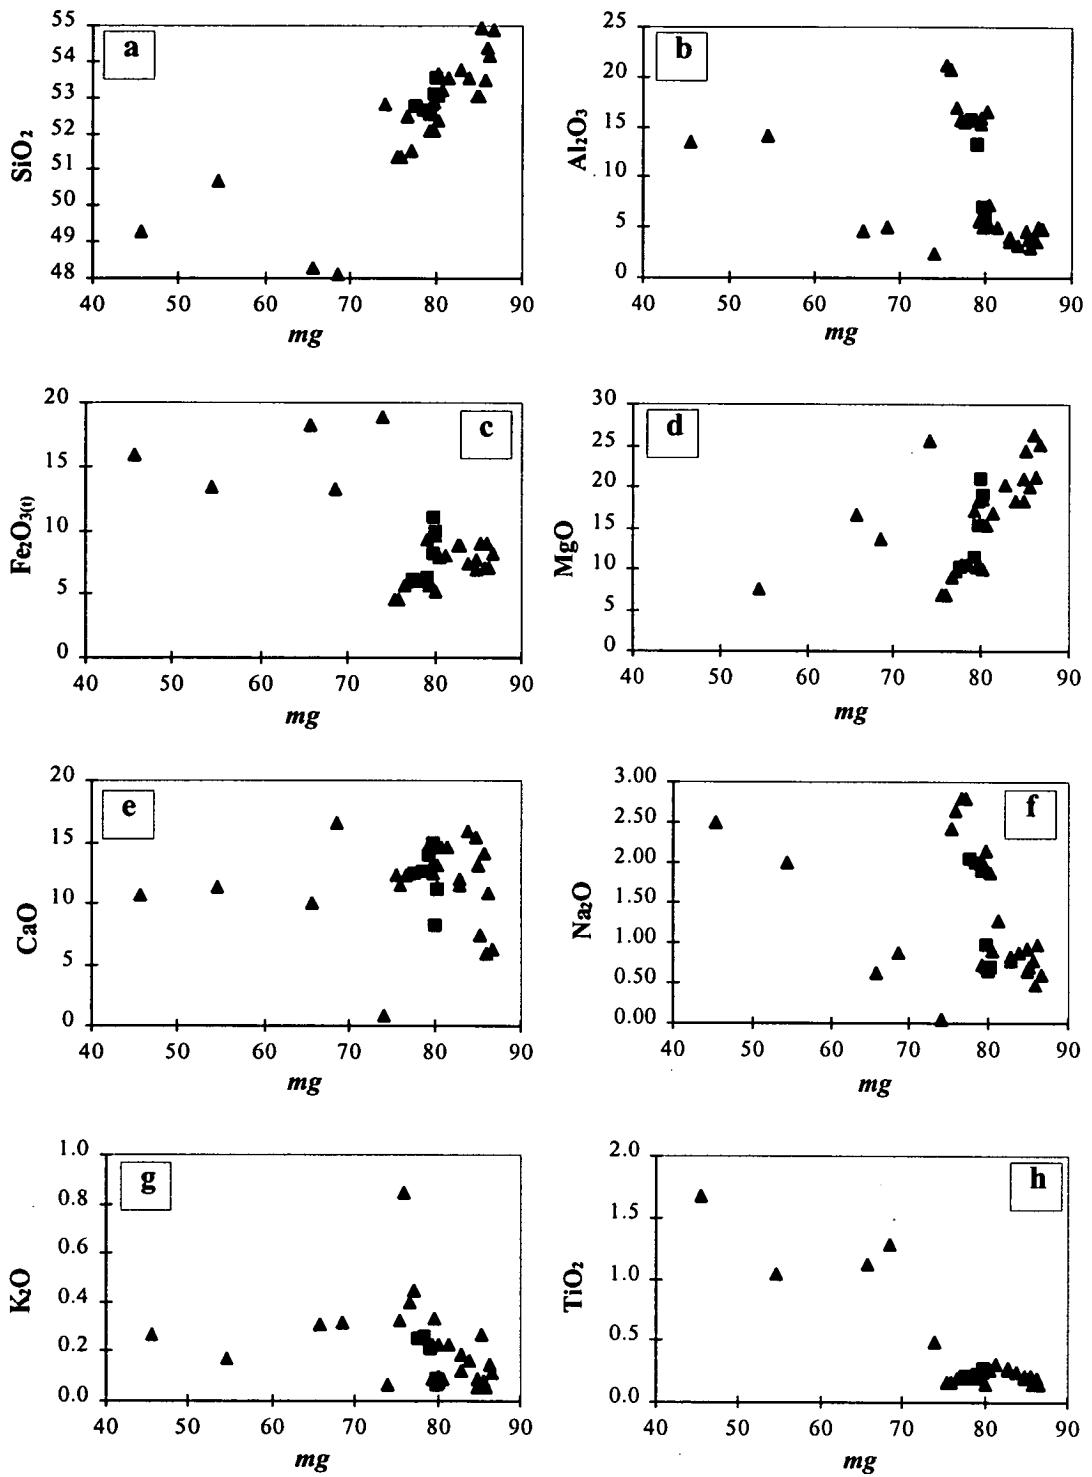 a
SiO2
55
54
53
52
51
50
49
48
40 50 60 70 80 90
mg
b
Al2O3
25
20
15
10
5
0
40 50 60 70 80 90
mg
c
Fe2O3(t)
20
15
10
5
0
40 50 60 70 80 90
mg
d
MgO
30
25
20
15
10
5
0
40 50 60 70 80 90
mg
e
CaO
20
15
10
5
0
40 50 60 70 80 90
mg
f
Na2O
3.00
2.50
2.00
1.50
1.00
0.50
0.00
40 50 60 70 80 90
mg
g
K2O
1.0
0.8
0.6
0.4
0.2
0.0
40 50 60 70 80 90
mg
h
TiO2
2.0
1.5
1.0
0.5
0.0
40 50 60 70 80 90
mg